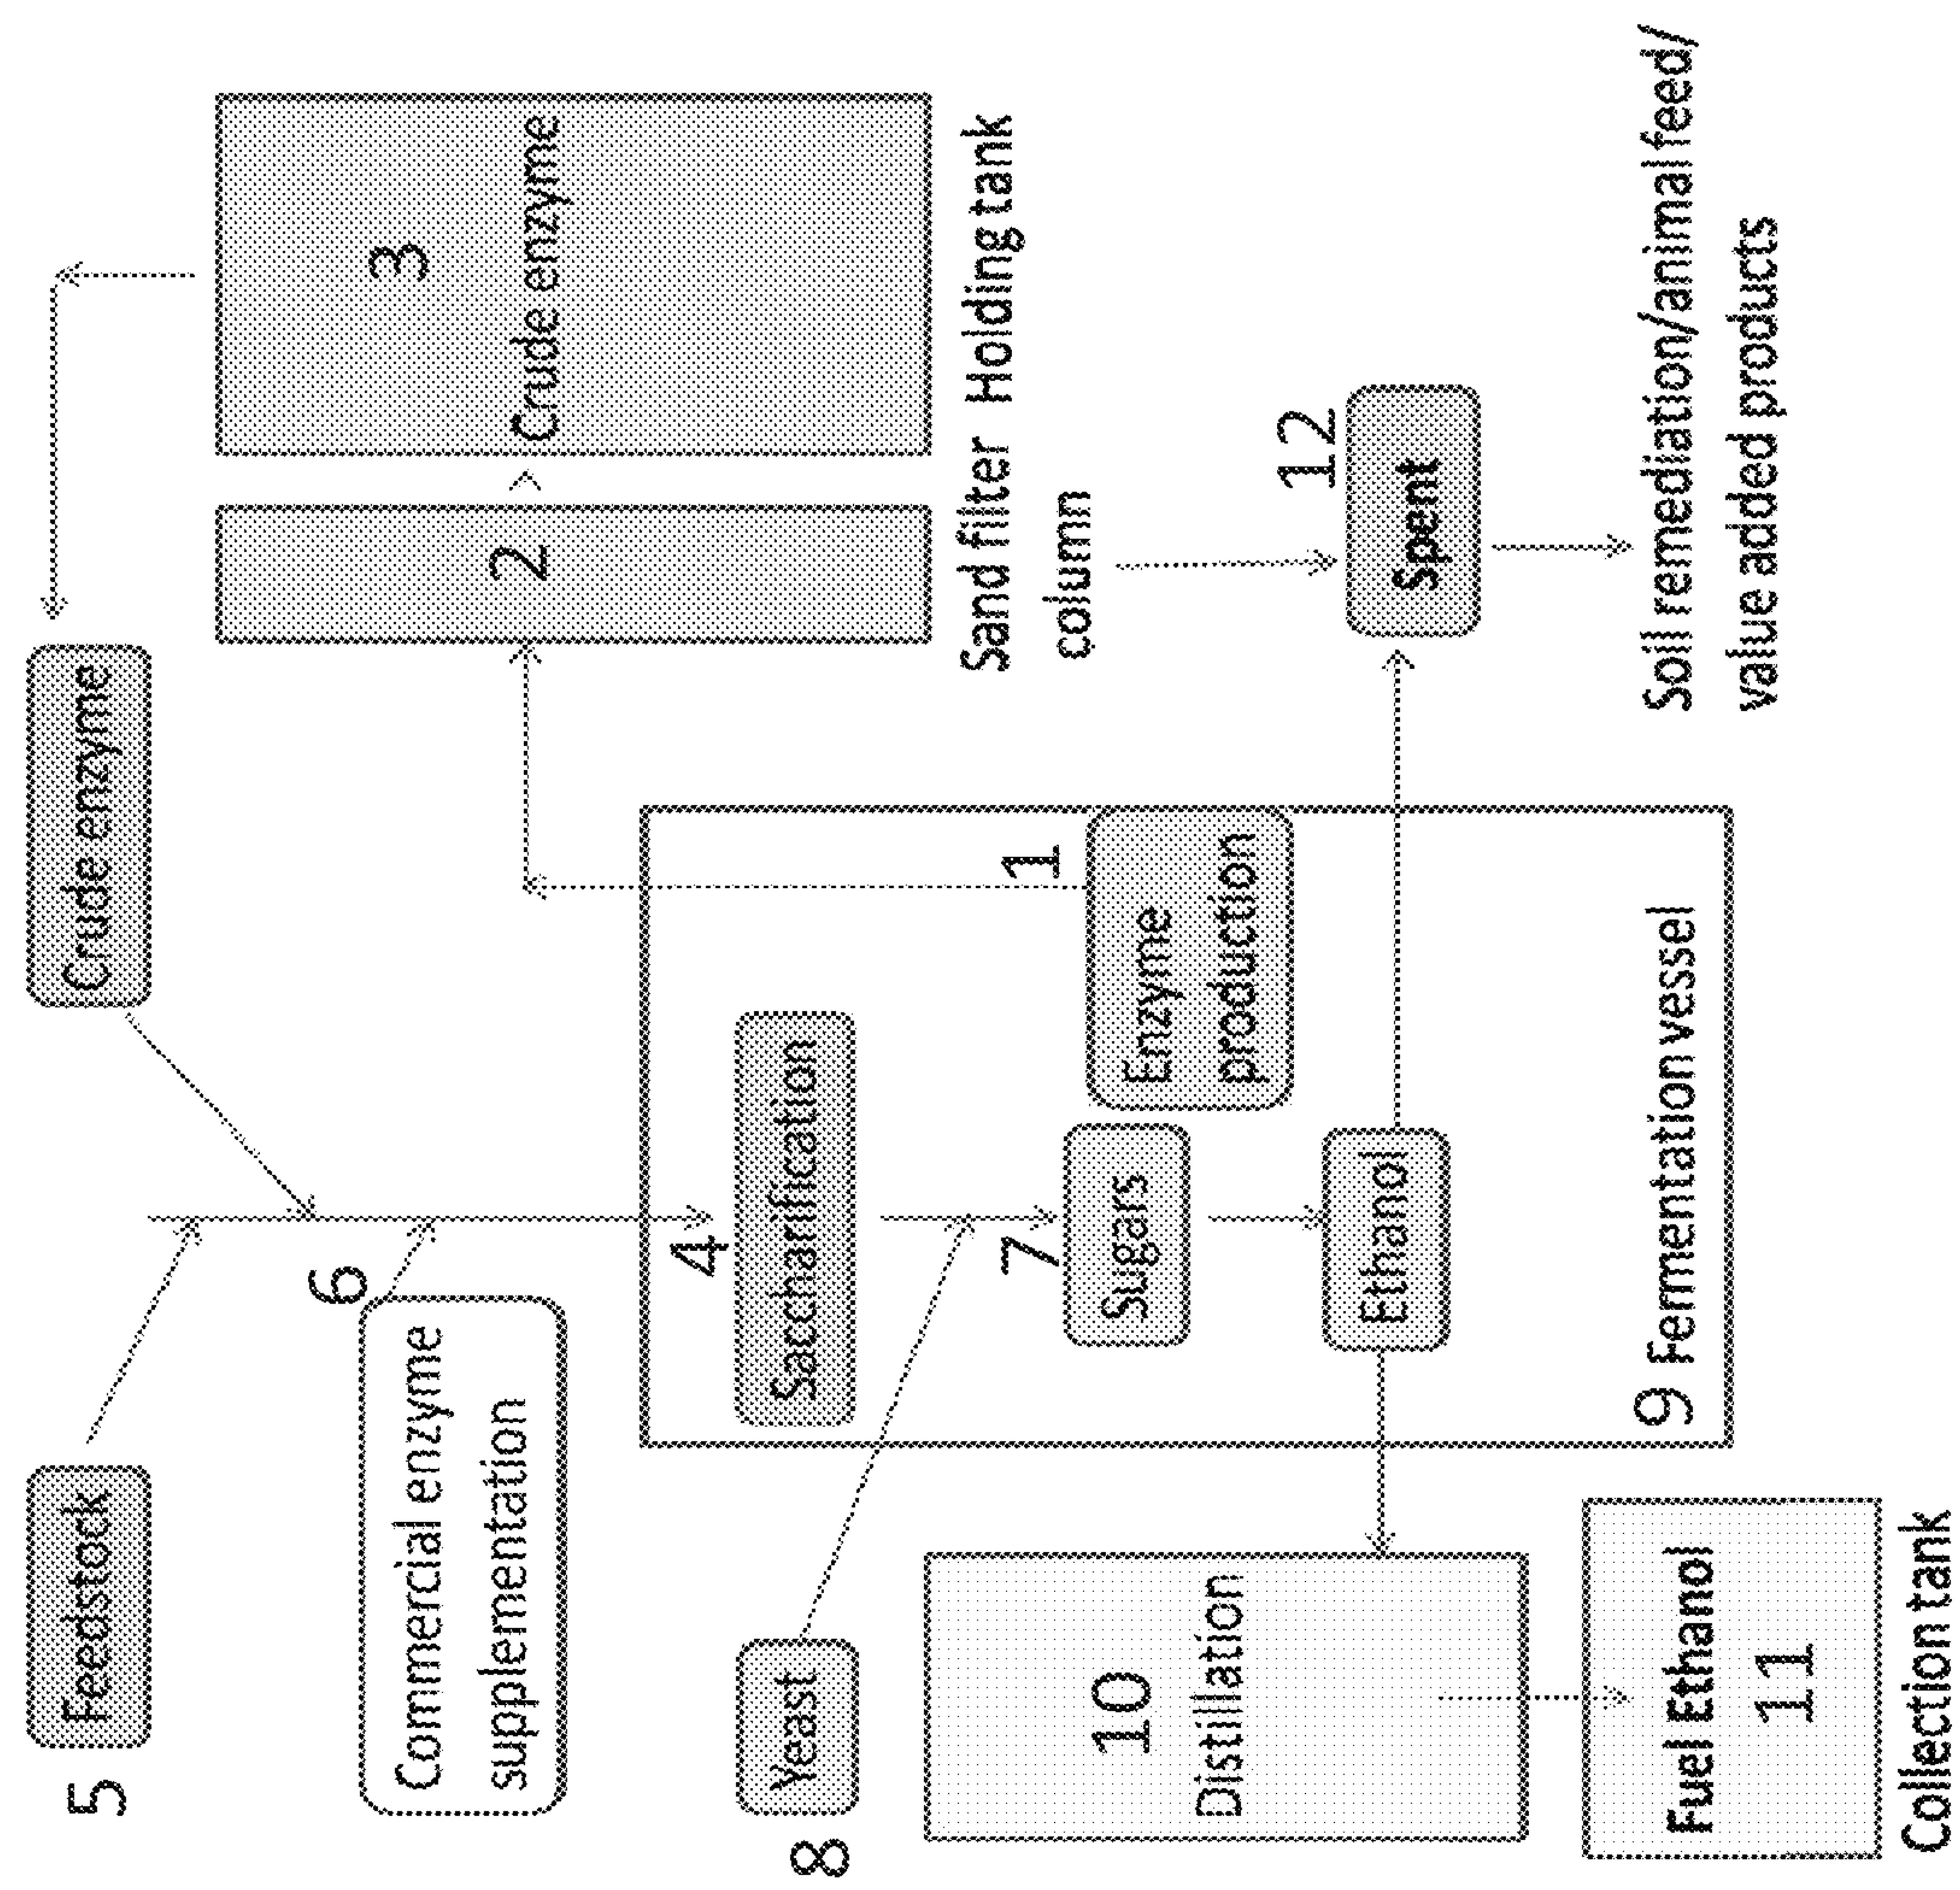 5 Feedstock
Crude enzyme
6
Commercial enzyme
supplementation
3
Crude enzyme
2
Sand filter
column
Holding tank
4
Saccharification
8 Yeast
7
Sugars
1
Enzyme
production
Ethanol
9 Fermentation vessel
10
Distillation
Fuel Ethanol
11
Collection tank
12
Spent
Soil remediation/animal feed/
value added products